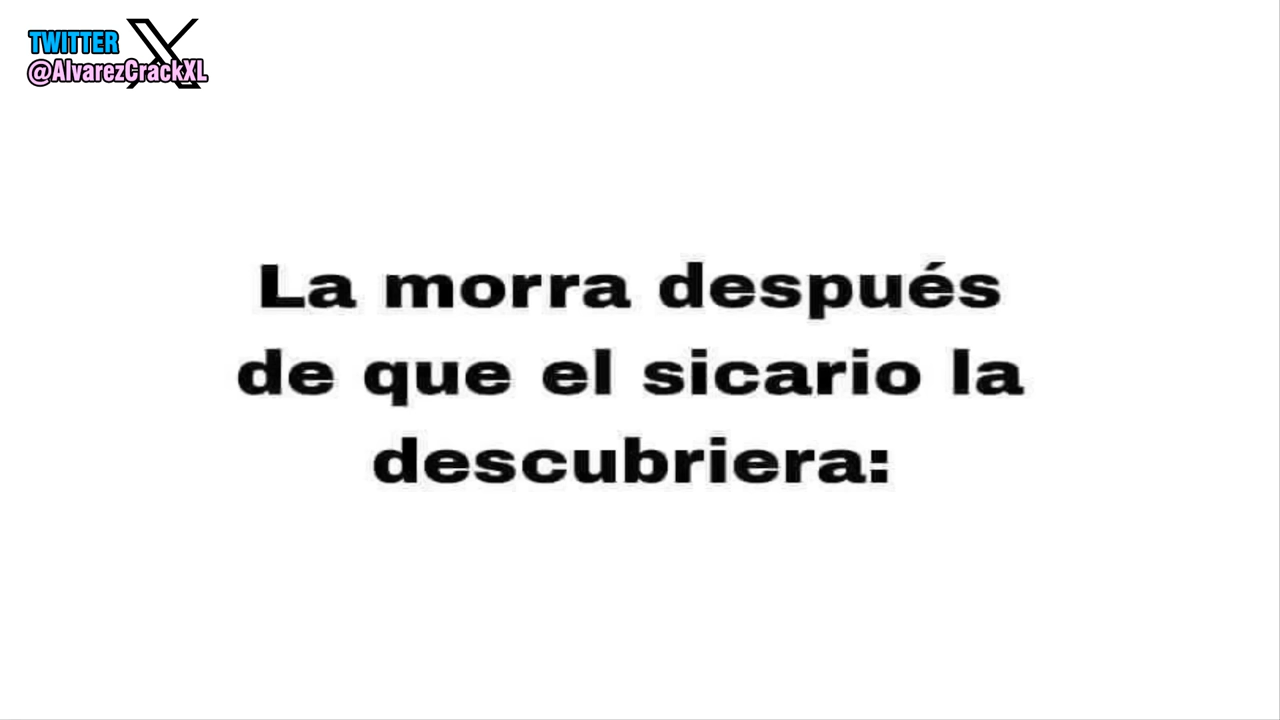 TWITTER
@AlvarezCrackXL
La morra después
de que el sicario la
descubriera: